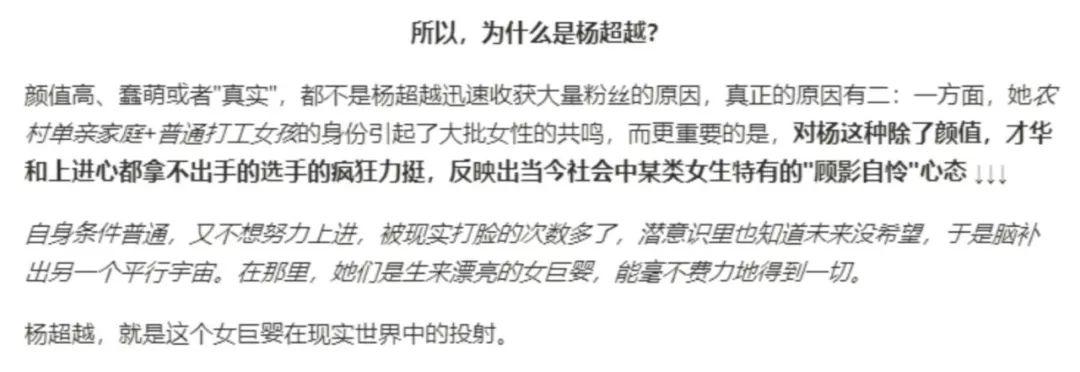 所以，为什么是杨超越?
颜值高、蠢萌或者"真实"，都不是杨超越迅速收获大量粉丝的原因，真正的原因有二：一方面，她农
村单亲家庭+普通打工女孩的身份引起了大批女性的共鸣，而更重要的是，对杨这种除了颜值，才华
和上进心都拿不出手的选手的疯狂力挺，反映出当今社会中某类女生特有的"顾影自怜"心态 ↓↓↓
自身条件普通，又不想努力上进，被现实打脸的次数多了，潜意识里也知道未来没希望，于是脑补
出另一个平行宇宙。在那里，她们是生来漂亮的女巨婴，能毫不费力地得到一切。
杨超越，就是这个女巨婴在现实世界中的投射。